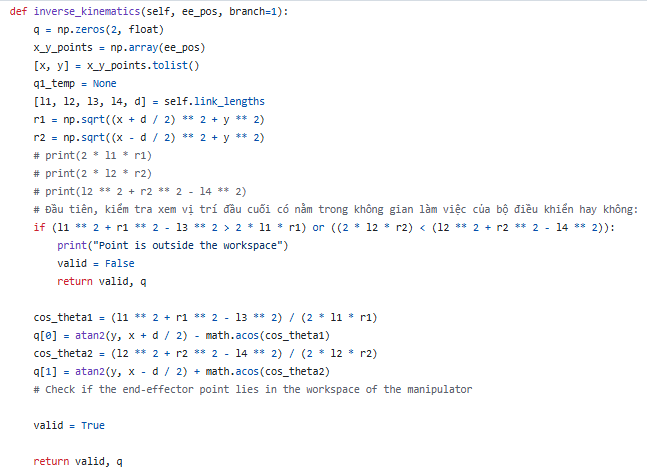 def inverse_kinematics(self, ee_pos, branch=1):
    q = np.zeros(2, float)
    x_y_points = np.array(ee_pos)
    [x, y] = x_y_points.tolist()
    q1_temp = None
    [l1, l2, l3, l4, d] = self.link_lengths
    r1 = np.sqrt((x + d / 2) ** 2 + y ** 2)
    r2 = np.sqrt((x - d / 2) ** 2 + y ** 2)
    # print(2 * l1 * r1)
    # print(2 * l2 * r2)
    # print(l2 ** 2 + r2 ** 2 - l4 ** 2)
    # Đầu tiên, kiểm tra xem vị trí đầu cuối có nằm trong không gian làm việc của bộ điều khiển hay không:
    if (l1 ** 2 + r1 ** 2 - l3 ** 2 > 2 * l1 * r1) or ((2 * l2 * r2) < (l2 ** 2 + r2 ** 2 - l4 ** 2)):
        print("Point is outside the workspace")
        valid = False
        return valid, q

    cos_theta1 = (l1 ** 2 + r1 ** 2 - l3 ** 2) / (2 * l1 * r1)
    q[0] = atan2(y, x + d / 2) - math.acos(cos_theta1)
    cos_theta2 = (l2 ** 2 + r2 ** 2 - l4 ** 2) / (2 * l2 * r2)
    q[1] = atan2(y, x - d / 2) + math.acos(cos_theta2)
    # Check if the end-effector point lies in the workspace of the manipulator

    valid = True

    return valid, q